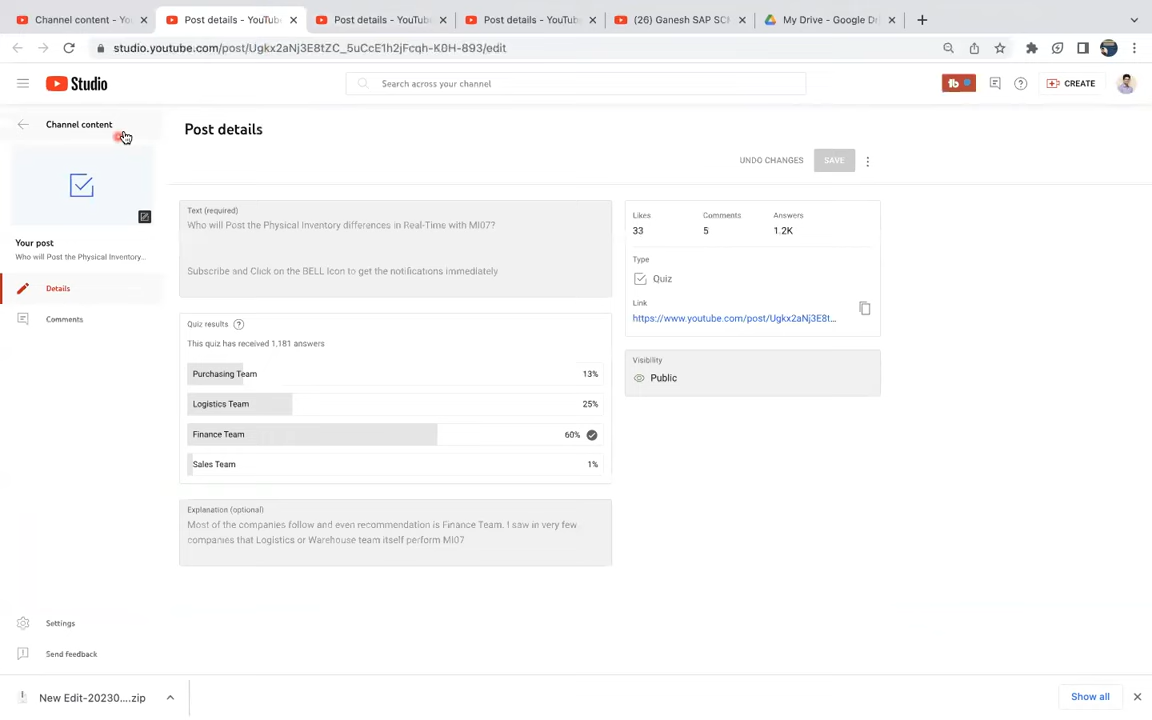 Channel content - You
Post details - YouTube
Post details - YouTube
Post details - YouTube
(26) Ganesh SAP SC
My Drive - Google Dr
studio.youtube.com/post/Ugkx2aNj3E8tZC_5uCcE1h2jFcqh-K0H-893/edit
Studio
Search across your channel
CREATE
Channel content
Post details
UNDO CHANGES
SAVE
Text (required)
Who will Post the Physical Inventory differences in Real-Time with MI07?
Subscribe and Click on the BELL Icon to get the notifications immediately
Likes
33
Comments
5
Answers
1.2K
Type
Quiz
Link
https://www.youtube.com/post/Ugkx2aNj3E8t...
Visibility
Public
Your post
Who will Post the Physical Inventory...
Details
Comments
Quiz results
This quiz has received 1,181 answers
Purchasing Team 13%
Logistics Team 25%
Finance Team 60%
Sales Team 1%
Explanation (optional)
Most of the companies follow and even recommendation is Finance Team. I saw in very few
companies that Logistics or Warehouse team itself perform MI07
Settings
Send feedback
New Edit-20230....zip
Show all